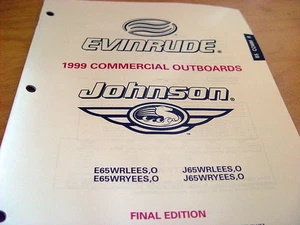 EVINRUDE®
1999 COMMERCIAL OUTBOARDS
Johnson®
E65WRLEES,O J65WRLEES,O
E65WRYEES,O J65WRYEES,O
FINAL EDITION